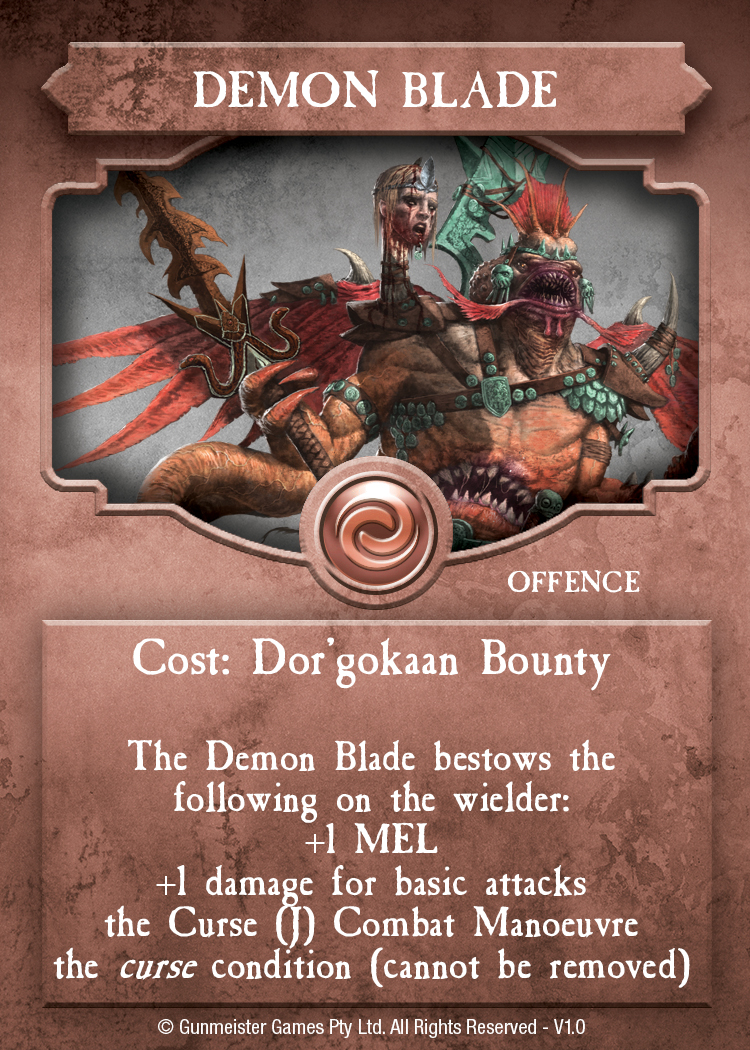 DEMON BLADE
OFFENCE
Cost: Dor'gokaan Bounty
The Demon Blade bestows the
following on the wielder:
+1 MEL
+1 damage for basic attacks
the Curse (J) Combat Manoeuvre
the curse condition (cannot be removed)
© Gunmeister Games Pty Ltd. All Rights Reserved - V1.0